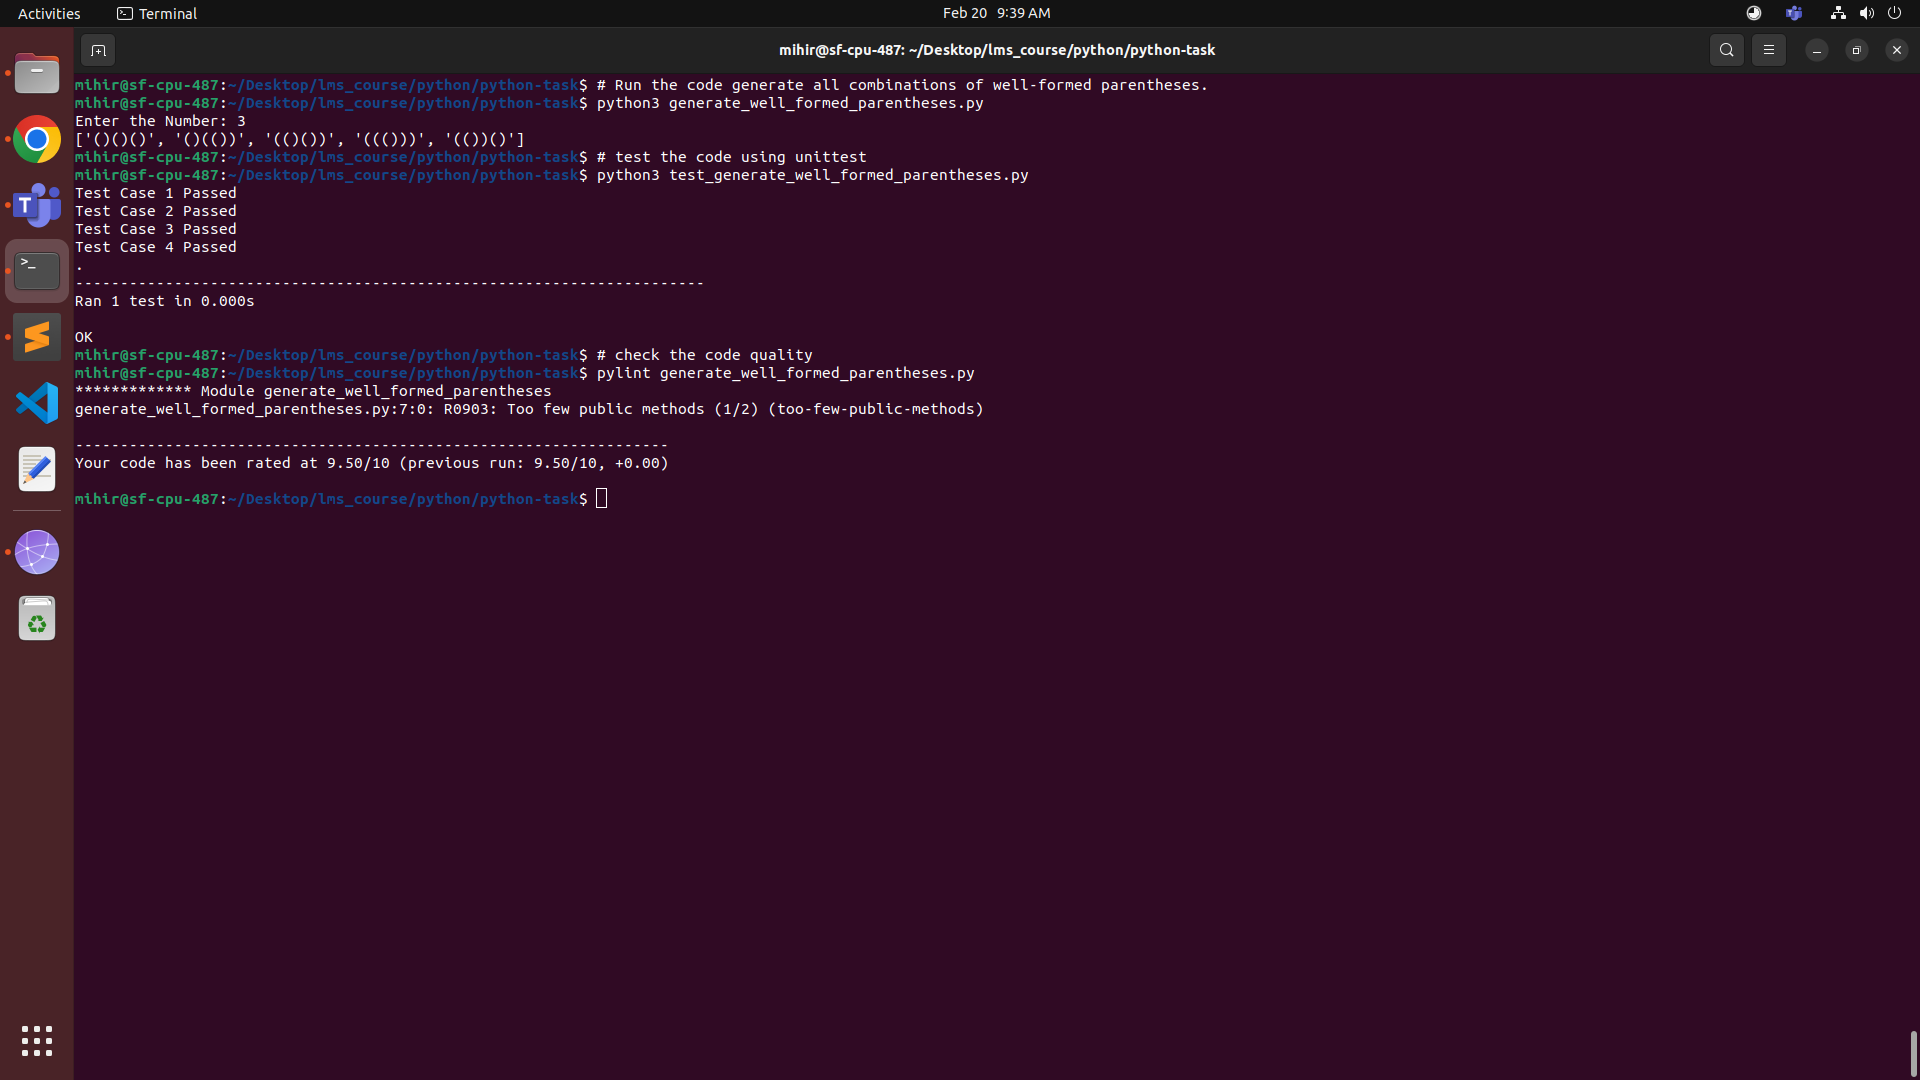 Activities Terminal Feb 20 9:39 AM
mihir@sf-cpu-487: ~/Desktop/lms_course/python/python-task
mihir@sf-cpu-487:~/Desktop/lms_course/python/python-task$ # Run the code generate all combinations of well-formed parentheses.
mihir@sf-cpu-487:~/Desktop/lms_course/python/python-task$ python3 generate_well_formed_parentheses.py
Enter the Number: 3
['()()()', '()(())', '(()())', '((()))', '(())()']
mihir@sf-cpu-487:~/Desktop/lms_course/python/python-task$ # test the code using unittest
mihir@sf-cpu-487:~/Desktop/lms_course/python/python-task$ python3 test_generate_well_formed_parentheses.py
Test Case 1 Passed
Test Case 2 Passed
Test Case 3 Passed
Test Case 4 Passed
.
----------------------------------------------------------------------
Ran 1 test in 0.000s
OK
mihir@sf-cpu-487:~/Desktop/lms_course/python/python-task$ # check the code quality
mihir@sf-cpu-487:~/Desktop/lms_course/python/python-task$ pylint generate_well_formed_parentheses.py
************* Module generate_well_formed_parentheses
generate_well_formed_parentheses.py:7:0: R0903: Too few public methods (1/2) (too-few-public-methods)
------------------------------------------------------------------
Your code has been rated at 9.50/10 (previous run: 9.50/10, +0.00)
mihir@sf-cpu-487:~/Desktop/lms_course/python/python-task$